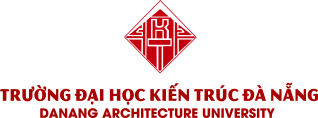 TRƯỜNG ĐẠI HỌC KIẾN TRÚC ĐÀ NẴNG
DANANG ARCHITECTURE UNIVERSITY